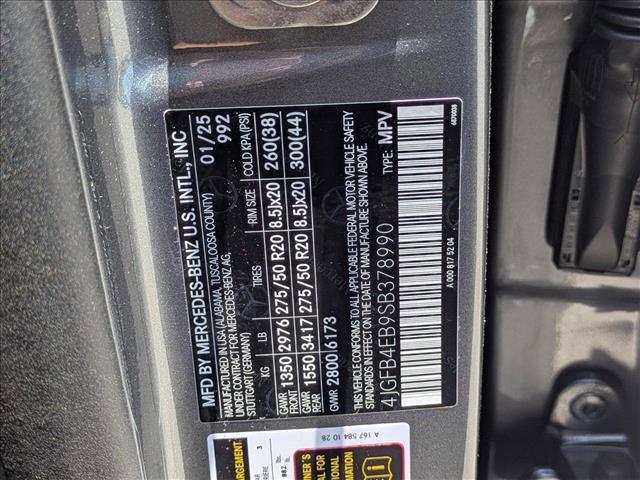 MFD BY MERCEDES-BENZ U.S. INTL., INC
MANUFACTURED IN USA (ALABAMA, TUSCALOOSA COUNTY) 01/25
UNDER CONTRACT FOR MERCEDES-BENZ AG, 992
STUTTGART (GERMANY)
KG LB TIRES RIM SIZE COLD KPA(PSI)
GAWR FRONT 1350 2976 275/50 R20 8.5Jx20 260(38)
GAWR REAR 1550 3417 275/50 R20 8.5Jx20 300(44)
GVWR 2800 6173
THIS VEHICLE CONFORMS TO ALL APPLICABLE FEDERAL MOTOR VEHICLE SAFETY
STANDARDS IN EFFECT ON THE DATE OF MANUFACTURE SHOWN ABOVE.
4JGFB4EB9SB378990 TYPE: MPV
A 000 817 52 04
6870038
A 167 584 10 28
3